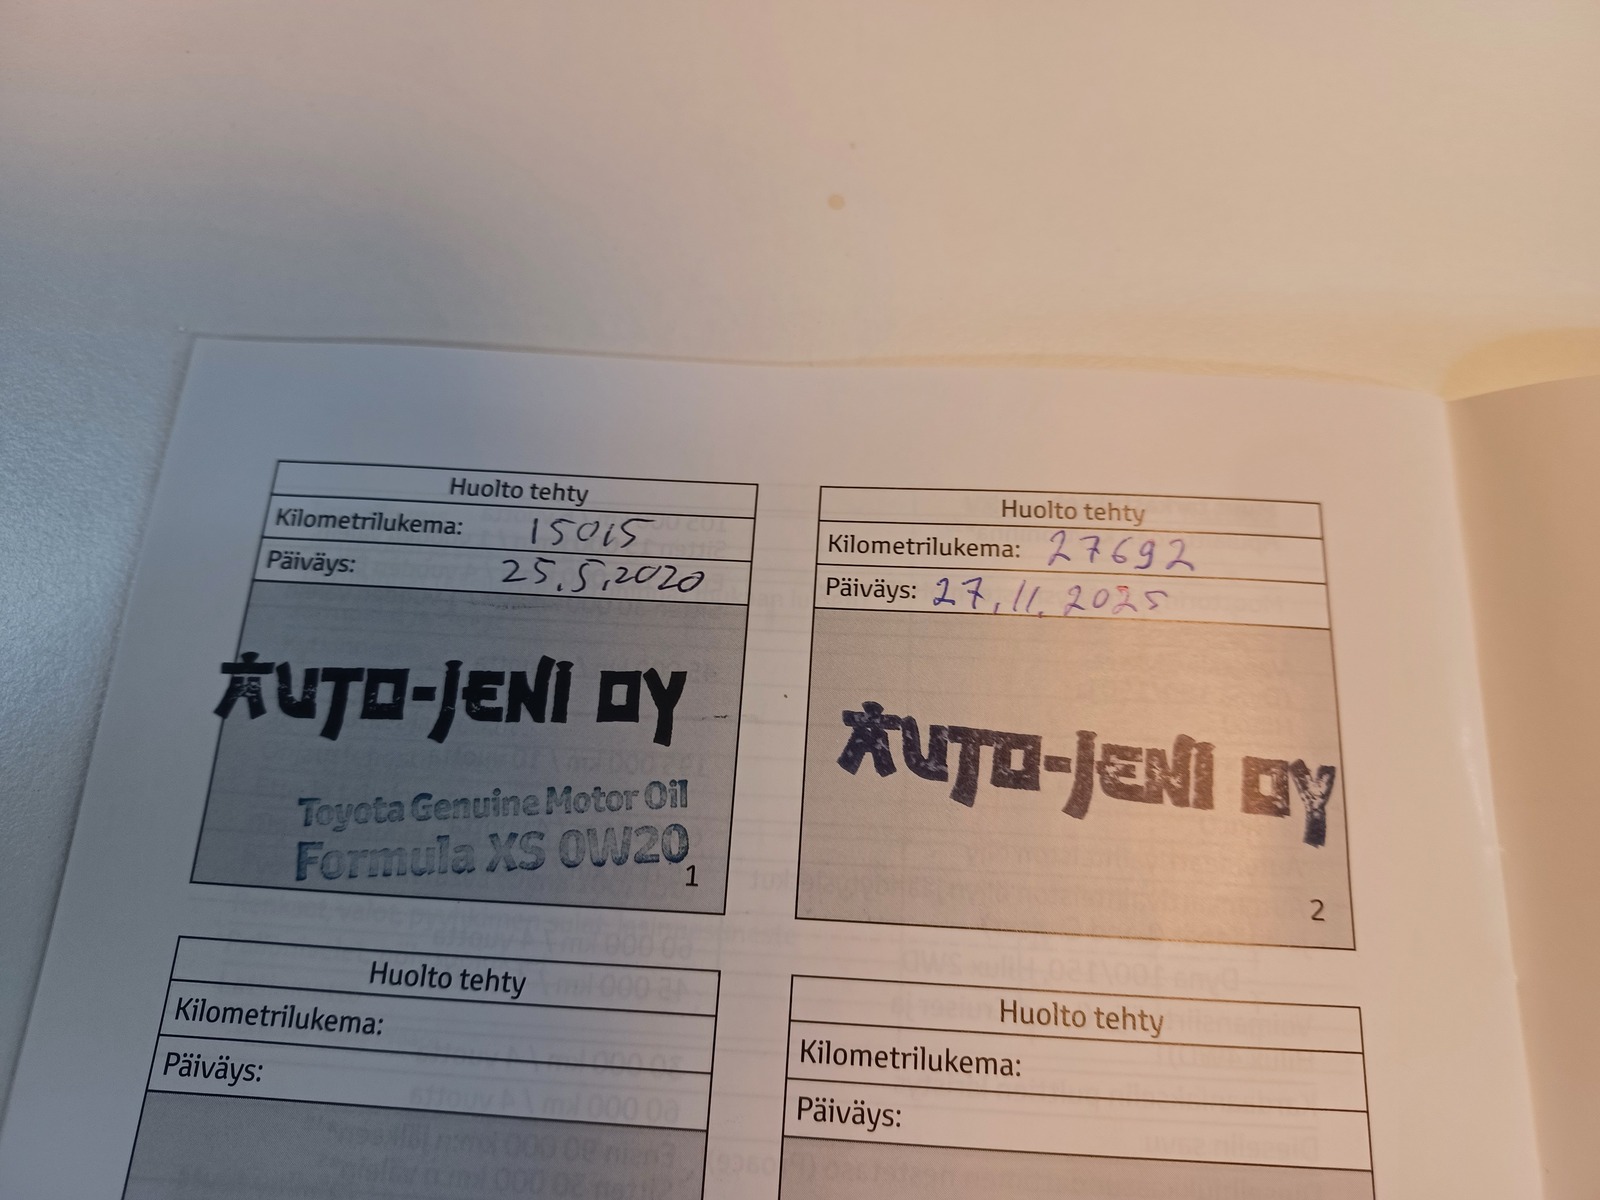 Huolto tehty
Kilometrilukema: 15015
Päiväys: 25.5.2020
AUTO-JENI OY
Toyota Genuine Motor Oil
Formula XS 0W20
1
Huolto tehty
Kilometrilukema: 27692
Päiväys: 27.11.2025
AUTO-JENI OY
2
Huolto tehty
Kilometrilukema:
Päiväys:
Huolto tehty
Kilometrilukema:
Päiväys: